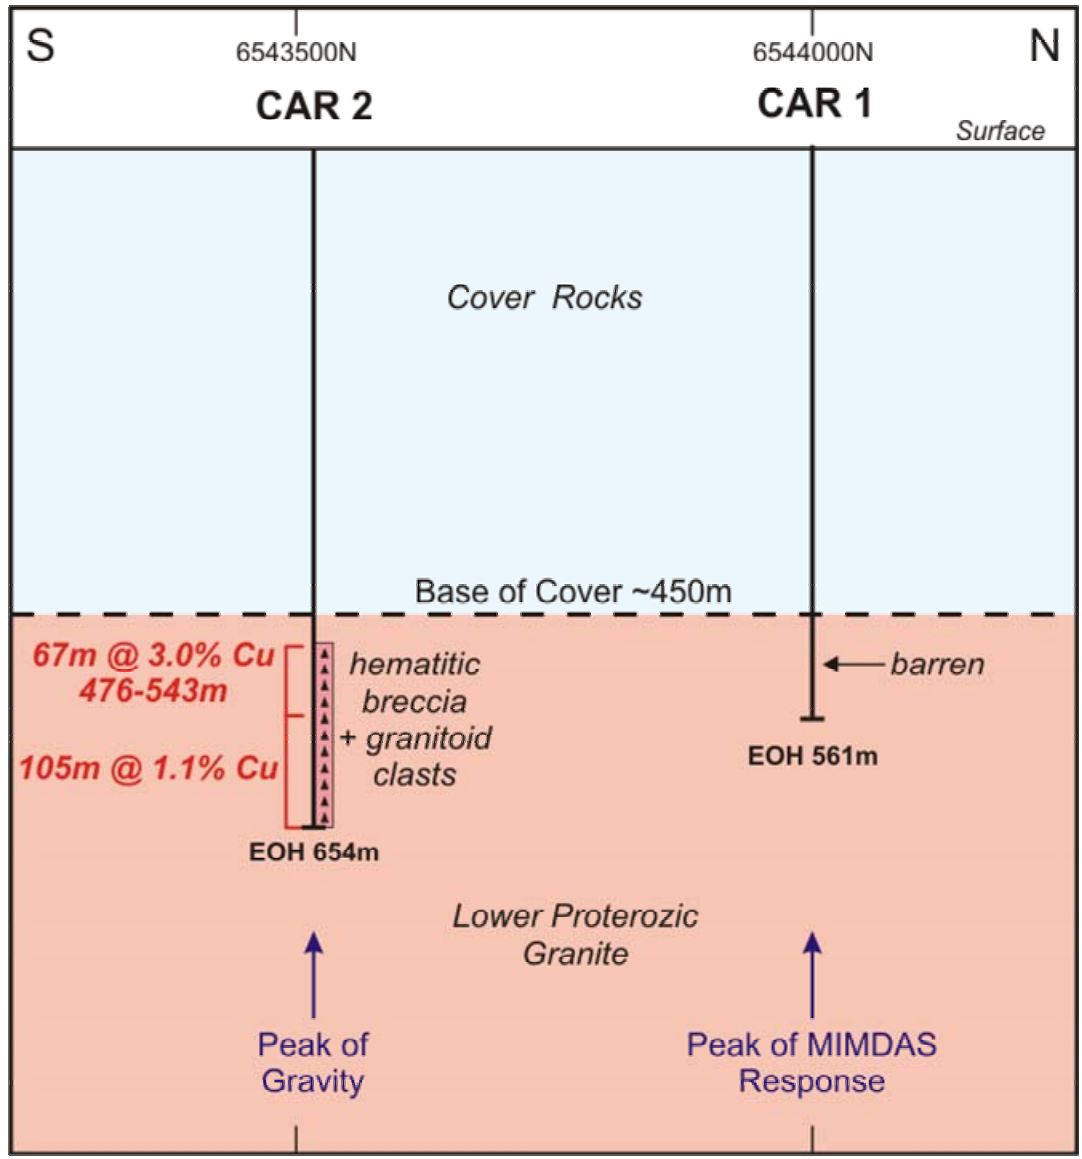 S
N
6543500N
6544000N
CAR 2
CAR 1
Surface
Cover Rocks
Base of Cover ~450m
67m @ 3.0% Cu
476-543m
105m @ 1.1% Cu
hematitic
breccia
+ granitoid
clasts
barren
EOH 561m
EOH 654m
Lower Proterozic
Granite
Peak of
Gravity
Peak of MIMDAS
Response